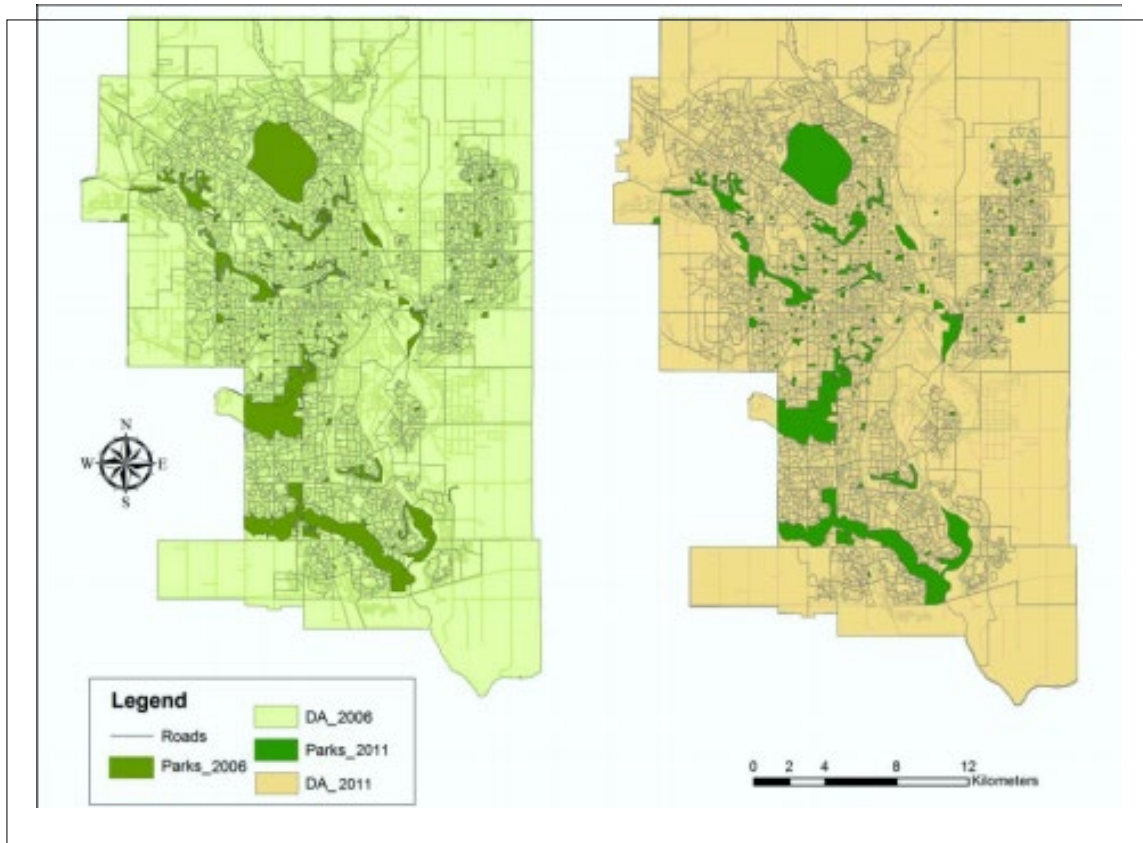 N
W E
S
Legend
Roads
Parks_2006
DA_2006
Parks_2011
DA_2011
0 2 4 8 12
Kilometers